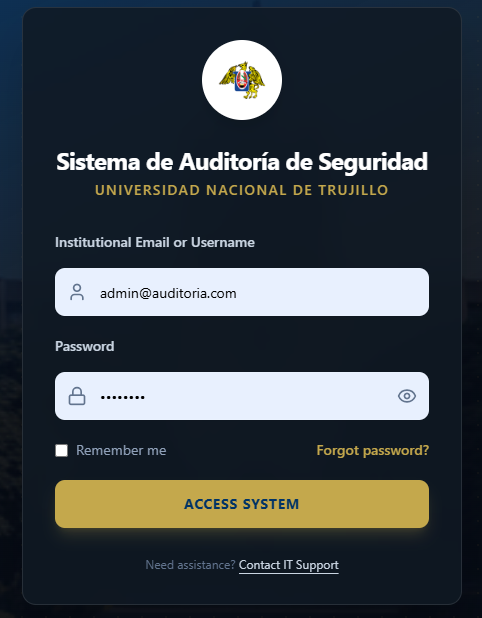 Sistema de Auditoría de Seguridad
UNIVERSIDAD NACIONAL DE TRUJILLO
Institutional Email or Username
admin@auditoria.com
Password
••••••••
Remember me Forgot password?
ACCESS SYSTEM
Need assistance? Contact IT Support